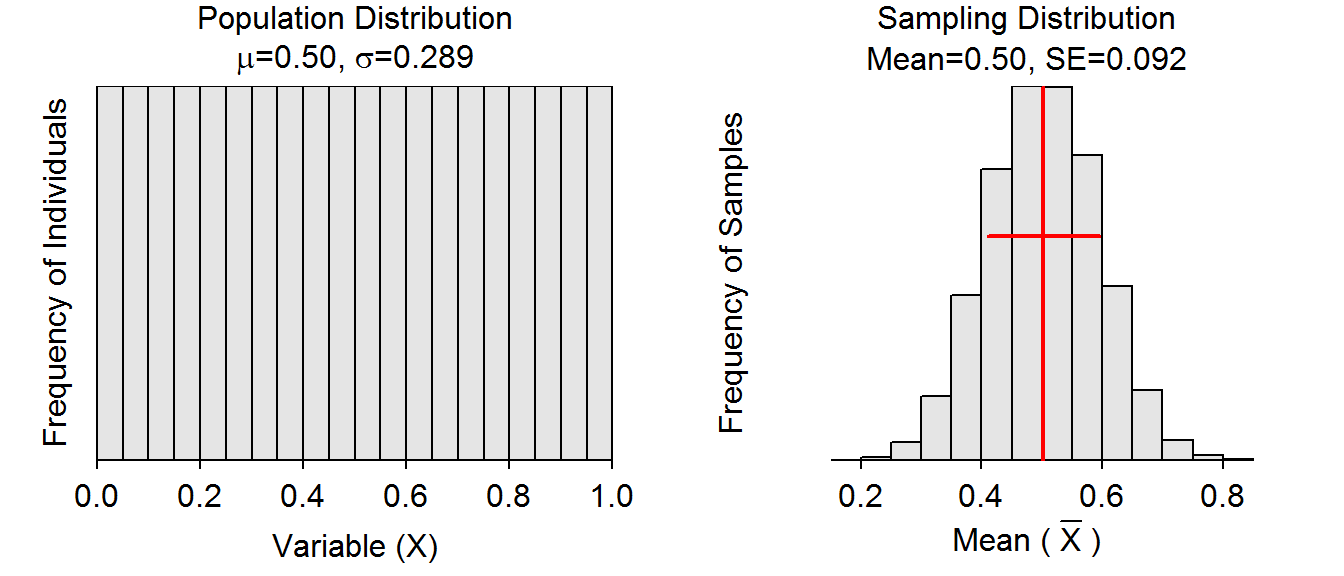 Population Distribution
μ=0.50, σ=0.289
Frequency of Individuals
0.0 0.2 0.4 0.6 0.8 1.0
Variable (X)
Sampling Distribution
Mean=0.50, SE=0.092
Frequency of Samples
0.2 0.4 0.6 0.8
Mean ( X̅ )